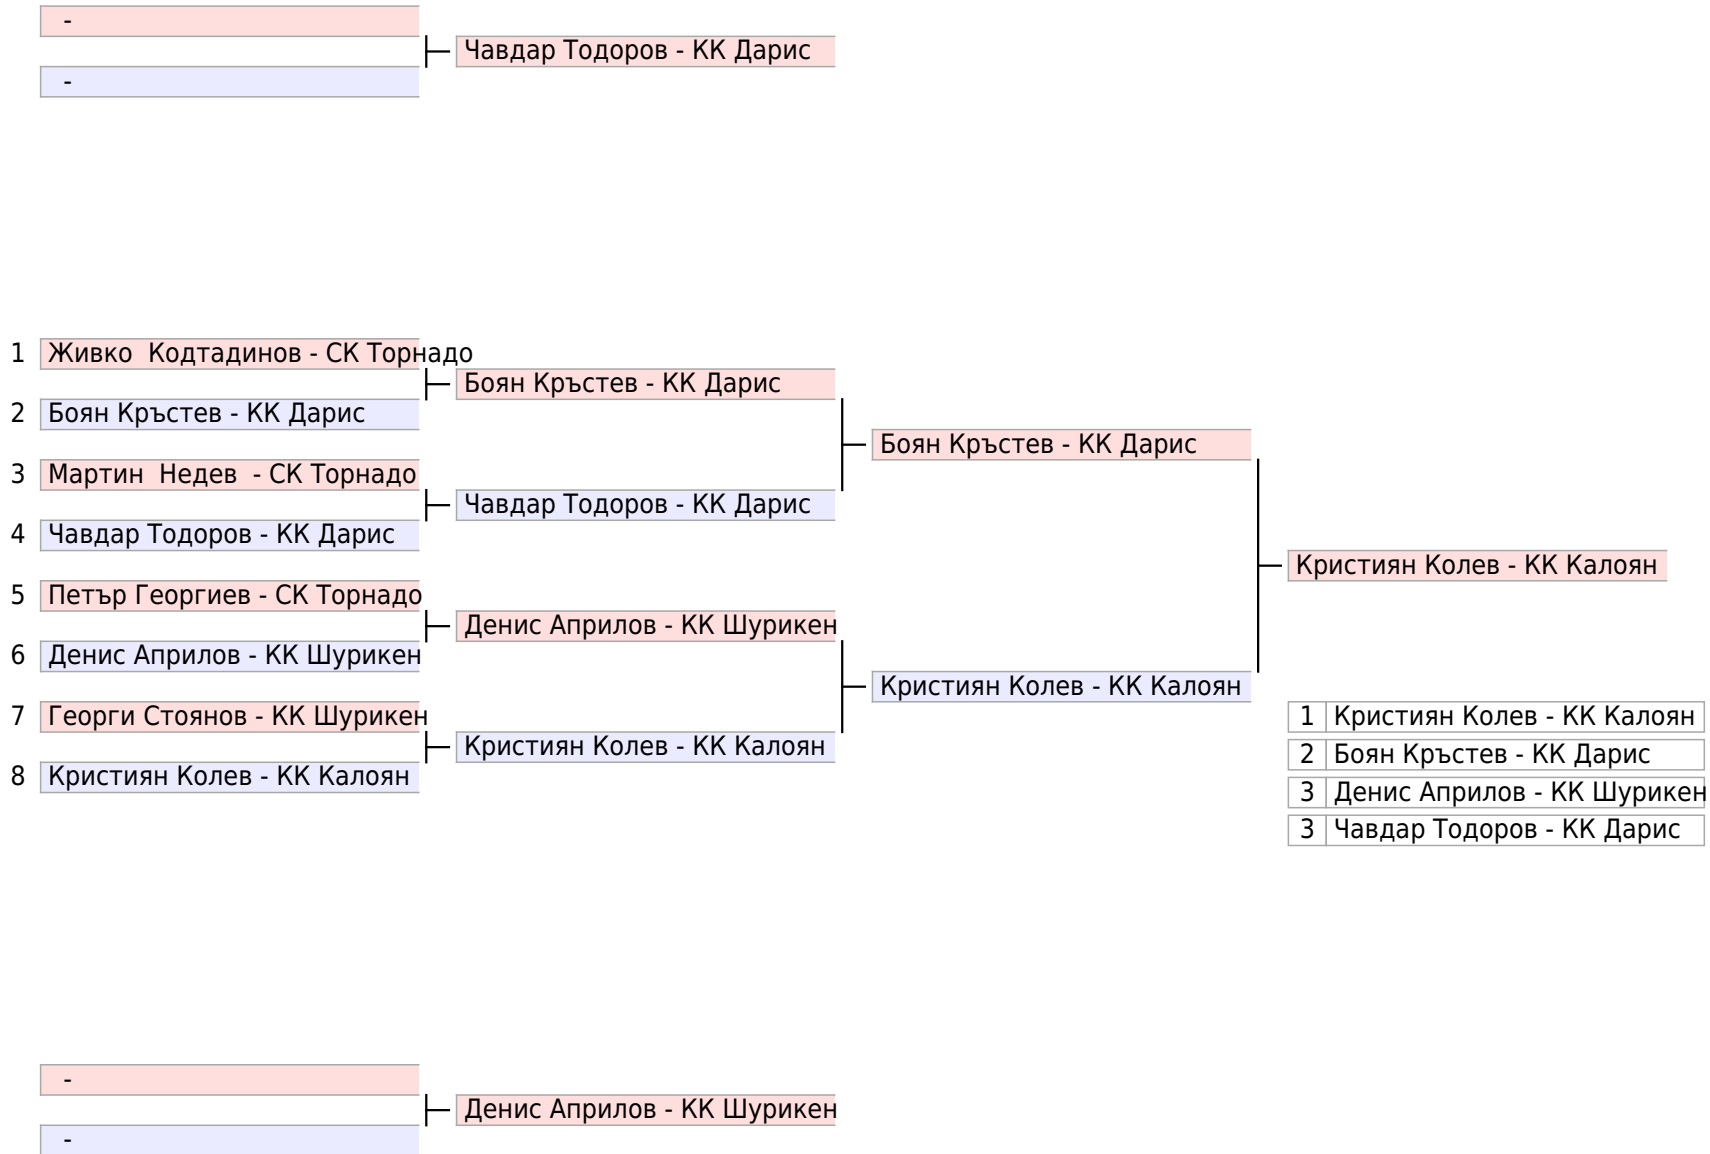 -
Чавдар Тодоров - КК Дарис
-
1 Живко  Кодтадинов - СК Торнадо
Боян Кръстев - КК Дарис
2 Боян Кръстев - КК Дарис
Боян Кръстев - КК Дарис
3 Мартин  Недев  - СК Торнадо
Чавдар Тодоров - КК Дарис
4 Чавдар Тодоров - КК Дарис
Кристиян Колев - КК Калоян
5 Петър Георгиев - СК Торнадо
Денис Априлов - КК Шурикен
6 Денис Априлов - КК Шурикен
Кристиян Колев - КК Калоян
7 Георги Стоянов - КК Шурикен
Кристиян Колев - КК Калоян
8 Кристиян Колев - КК Калоян
1 Кристиян Колев - КК Калоян
2 Боян Кръстев - КК Дарис
3 Денис Априлов - КК Шурикен
3 Чавдар Тодоров - КК Дарис
-
Денис Априлов - КК Шурикен
-